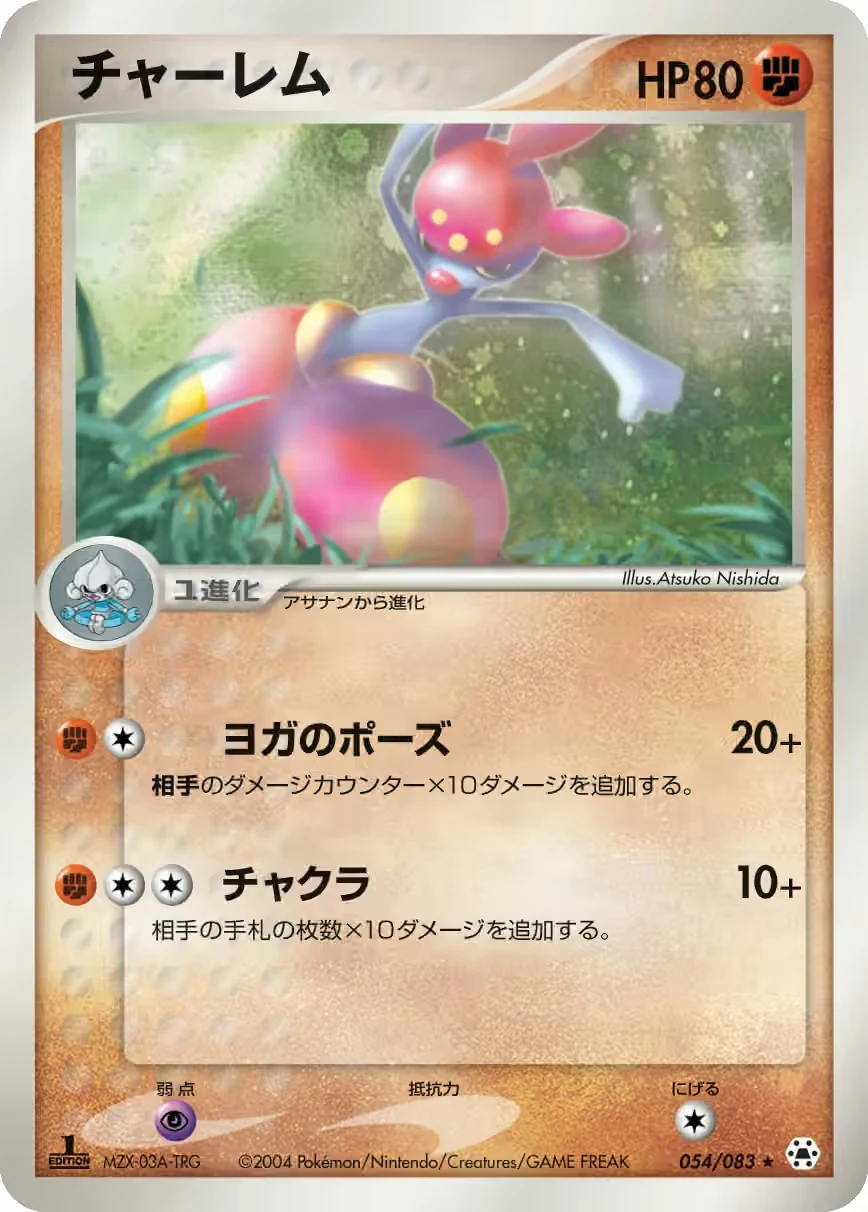 チャーレム
HP80
Illus.Atsuko Nishida
1進化
アサナンから進化
ヨガのポーズ 20+
相手のダメージカウンター×10ダメージを追加する。
チャクラ 10+
相手の手札の枚数×10ダメージを追加する。
弱点 抵抗力 にげる
1 EDITION MZX-03A-TRG ©2004 Pokémon/Nintendo/Creatures/GAME FREAK 054/083 ★